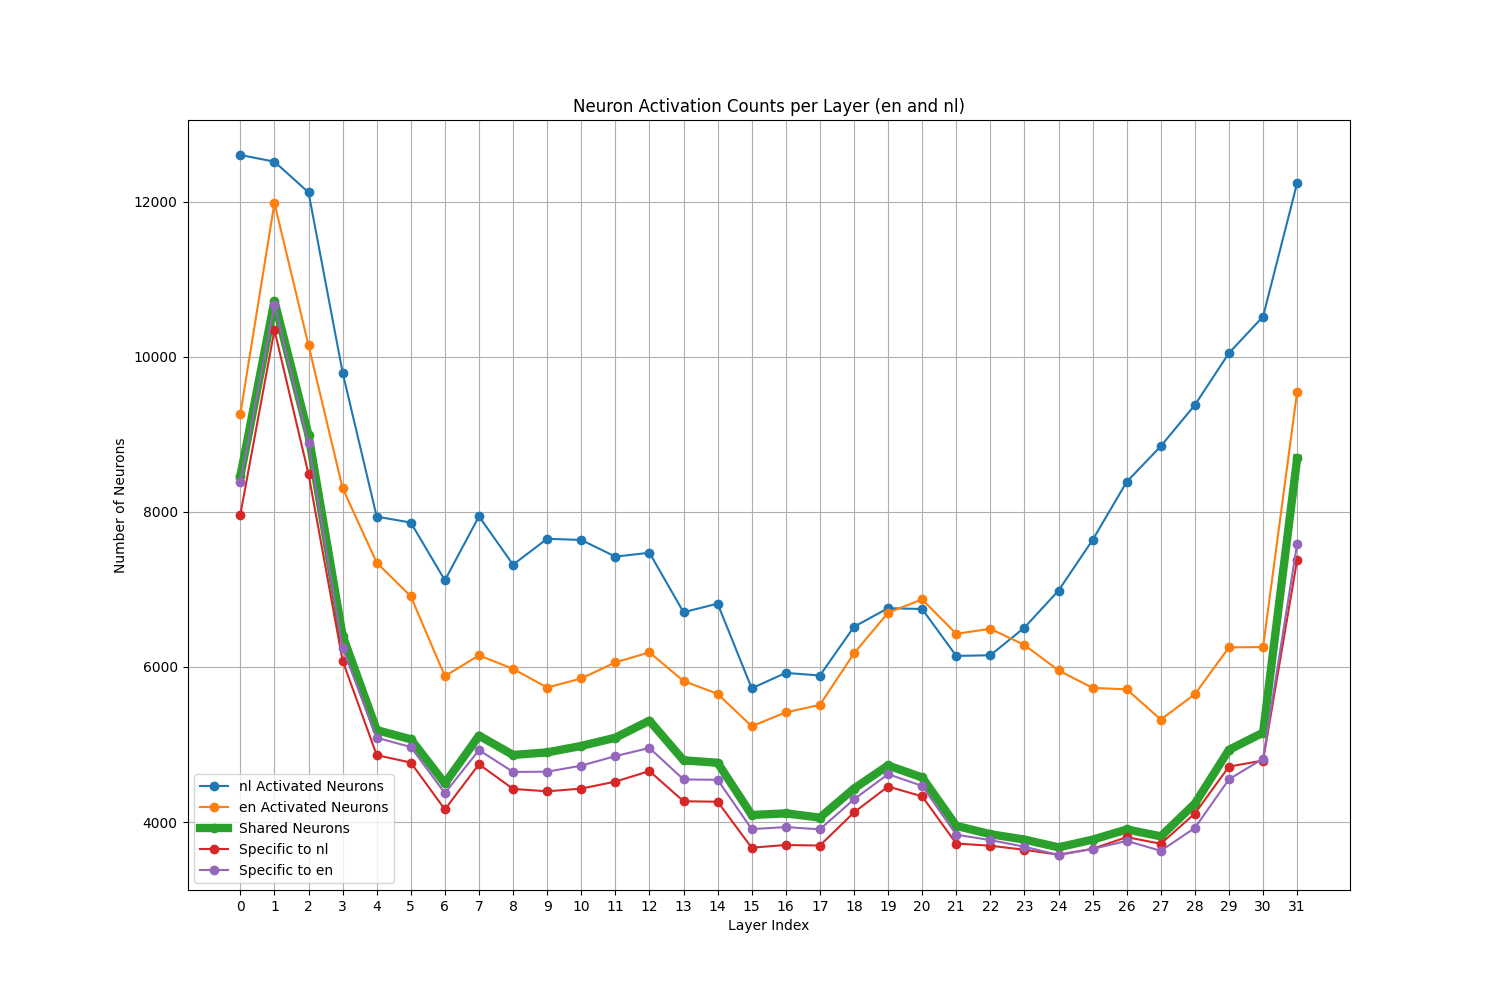 Neuron Activation Counts per Layer (en and nl)
Number of Neurons
12000
10000
8000
6000
4000
nl Activated Neurons
en Activated Neurons
Shared Neurons
Specific to nl
Specific to en
0 1 2 3 4 5 6 7 8 9 10 11 12 13 14 15 16 17 18 19 20 21 22 23 24 25 26 27 28 29 30 31
Layer Index